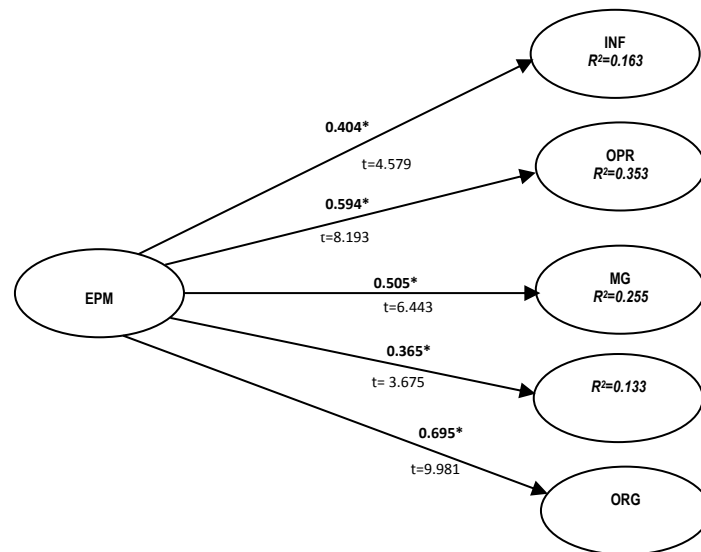 INF
R²=0.163
0.404*
t=4.579
OPR
R²=0.353
0.594*
t=8.193
EPM
0.505*
t=6.443
MG
R²=0.255
0.365*
t= 3.675
R²=0.133
0.695*
t=9.981
ORG